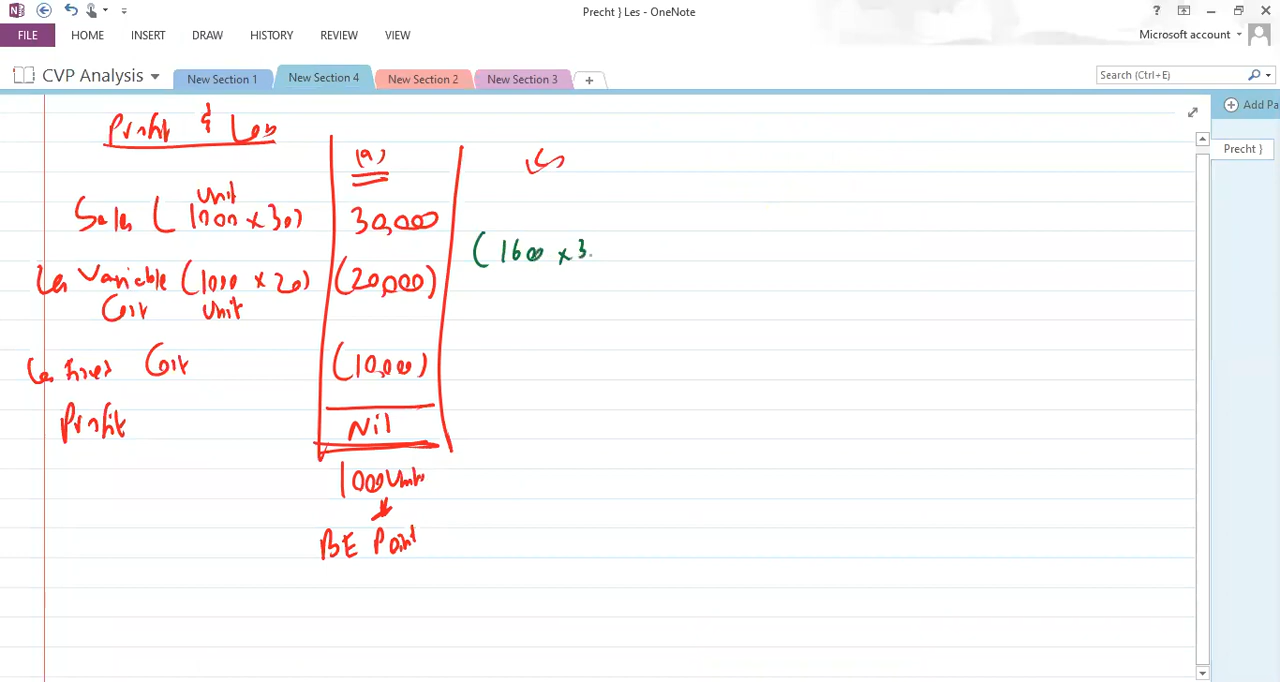 Precht } Les - OneNote
FILE HOME INSERT DRAW HISTORY REVIEW VIEW
Microsoft account
CVP Analysis New Section 1 New Section 4 New Section 2 New Section 3
Search (Ctrl+E)
Add Pa
Precht }
Profit & Loss
(a)
Unit
Sales ( 1000 x 30) 30,000
(1600 x 3
Les Variable (1000 x 20) (20,000)
Cost Unit
Les Fixed Cost (10,000)
Profit Nil
1000 Units
BE Point